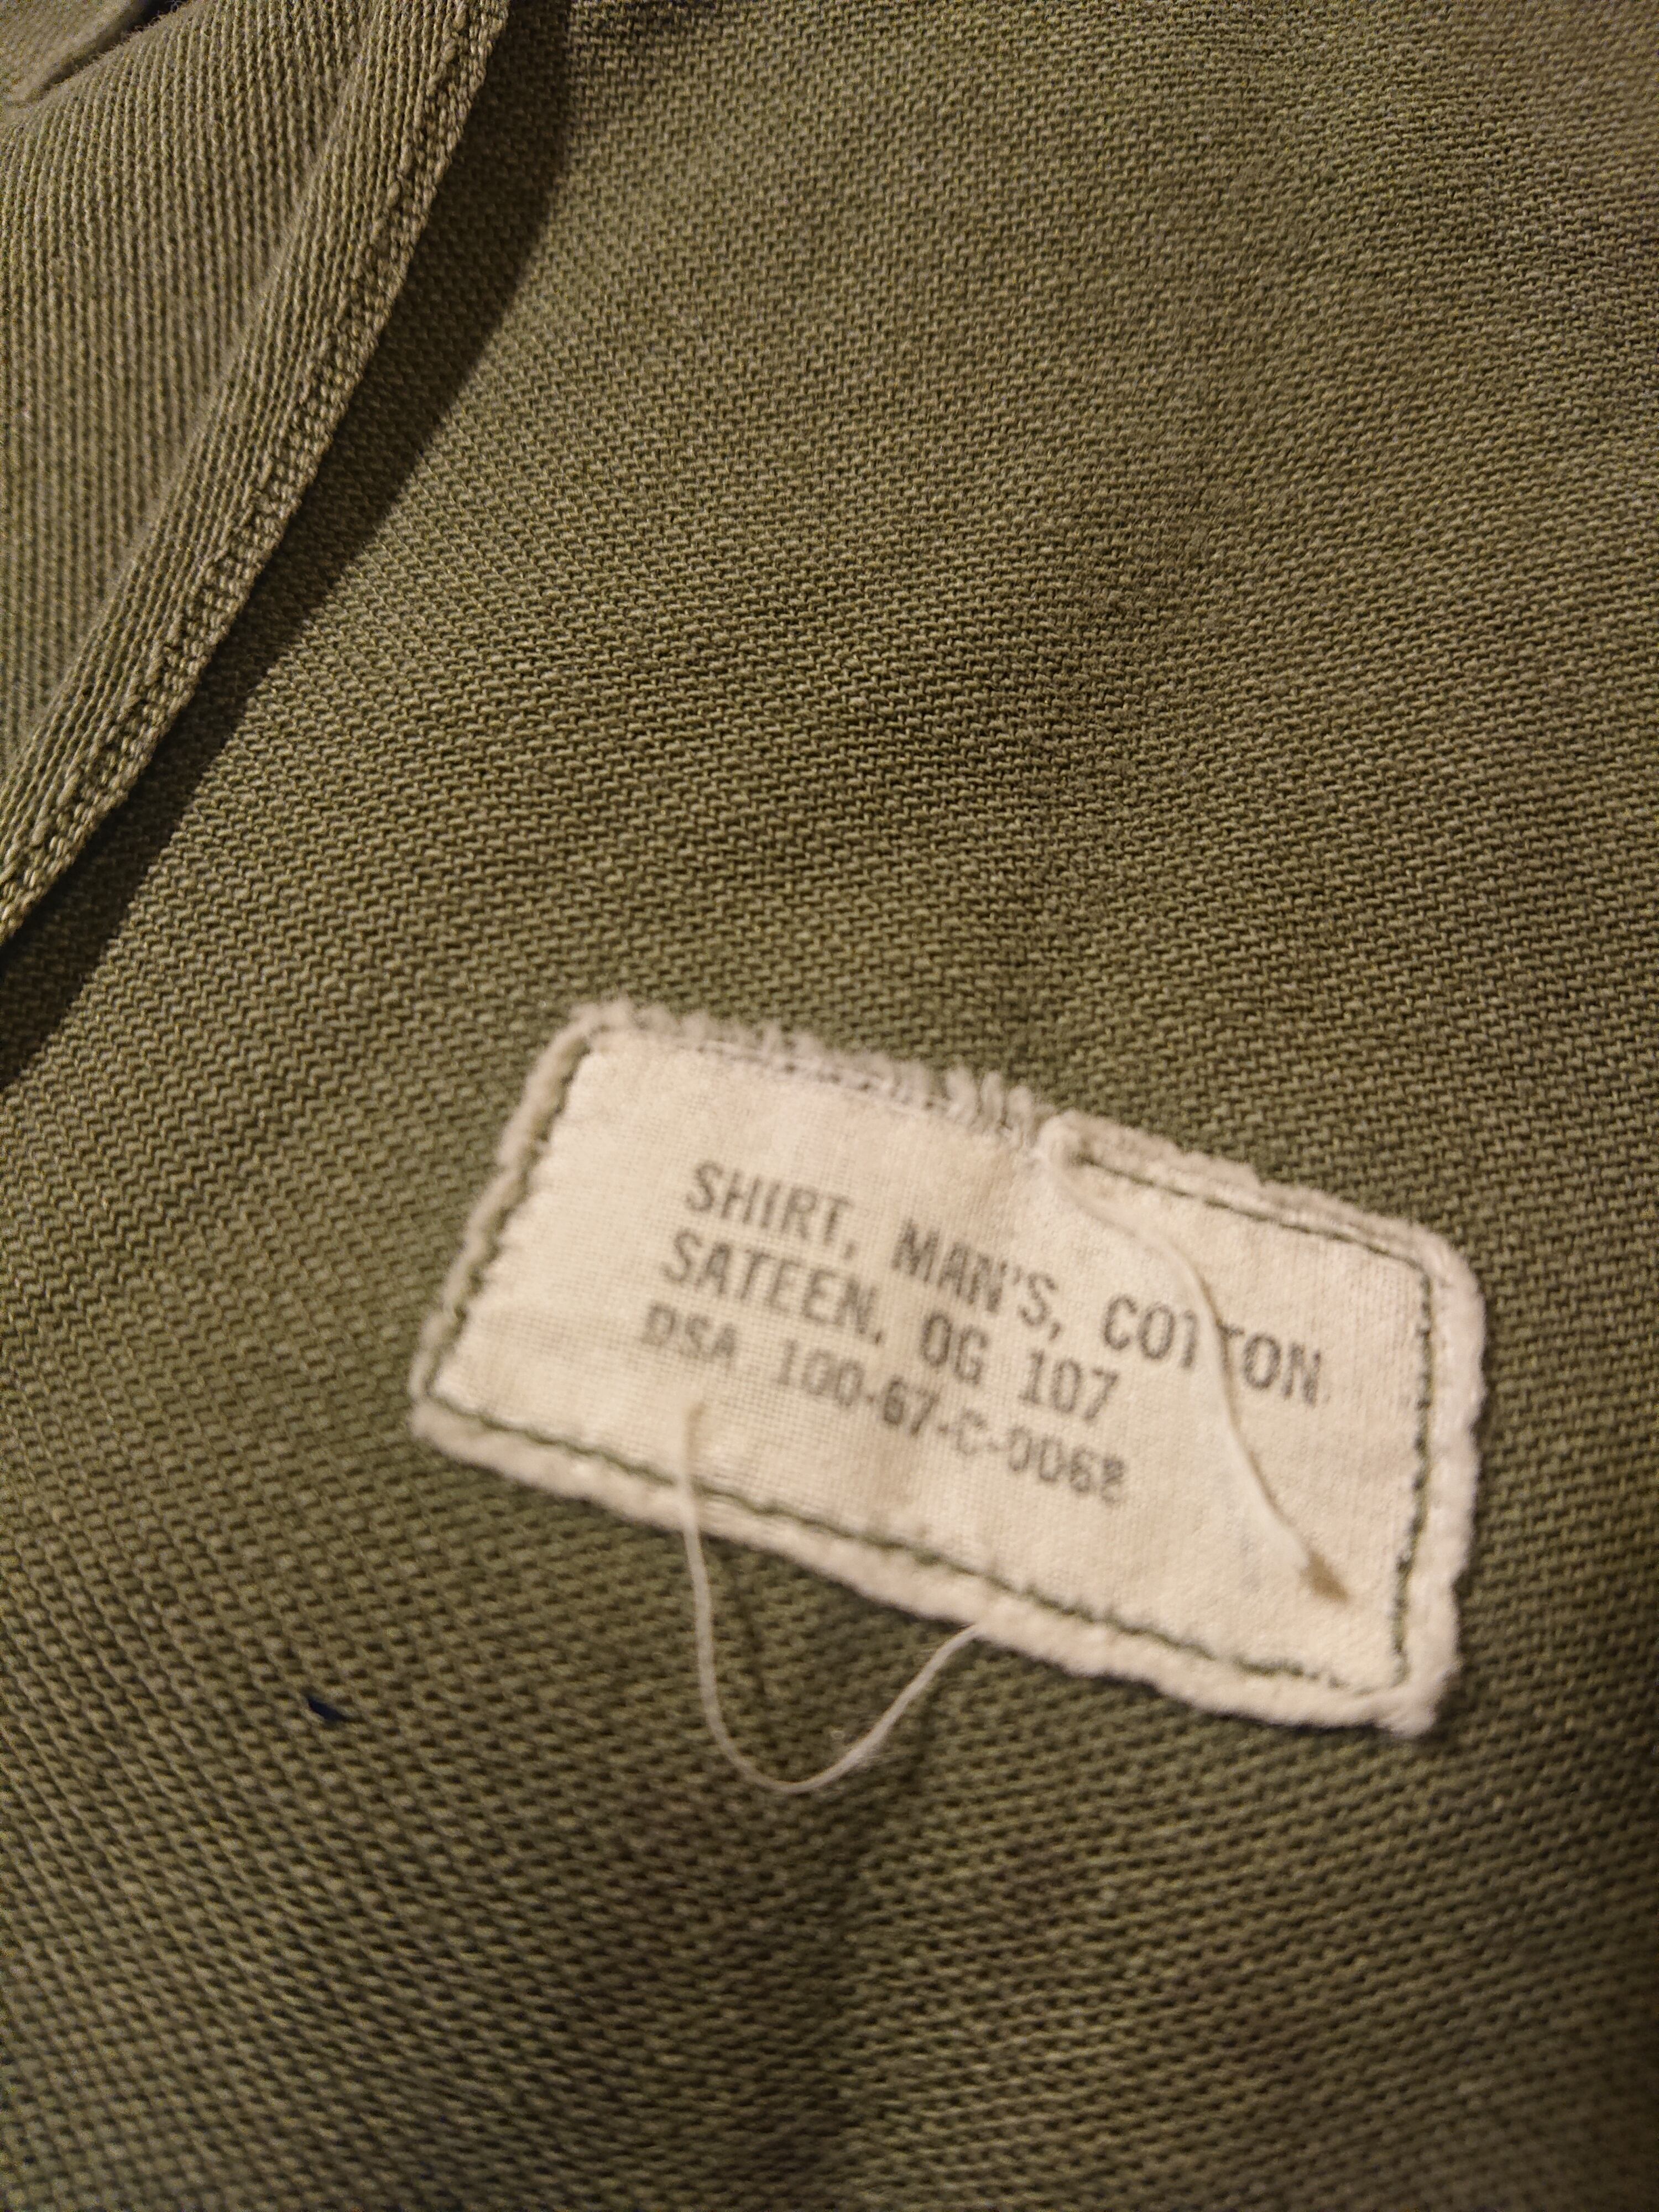 SHIRT, MAN'S, COTTON
SATEEN, OG 107
DSA 100-67-C-0068